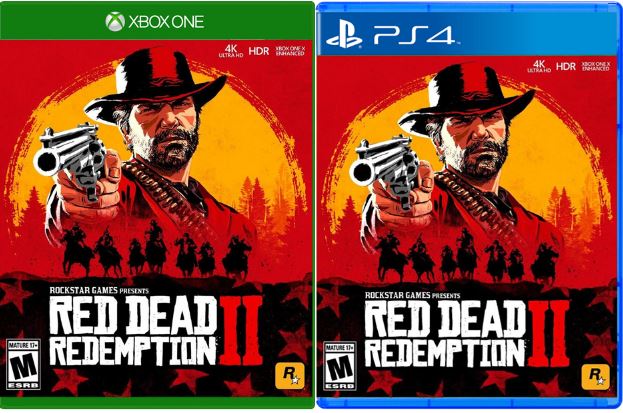 XBOX ONE
4K
ULTRA HD
HDR
XBOX ONE X
ENHANCED
ROCKSTAR GAMES PRESENTS
RED DEAD
REDEMPTION II
MATURE 17+
M
ESRB
R
PS4
4K
ULTRA HD
HDR
XBOX ONE X
ENHANCED
ROCKSTAR GAMES PRESENTS
RED DEAD
REDEMPTION II
MATURE 17+
M
ESRB
R